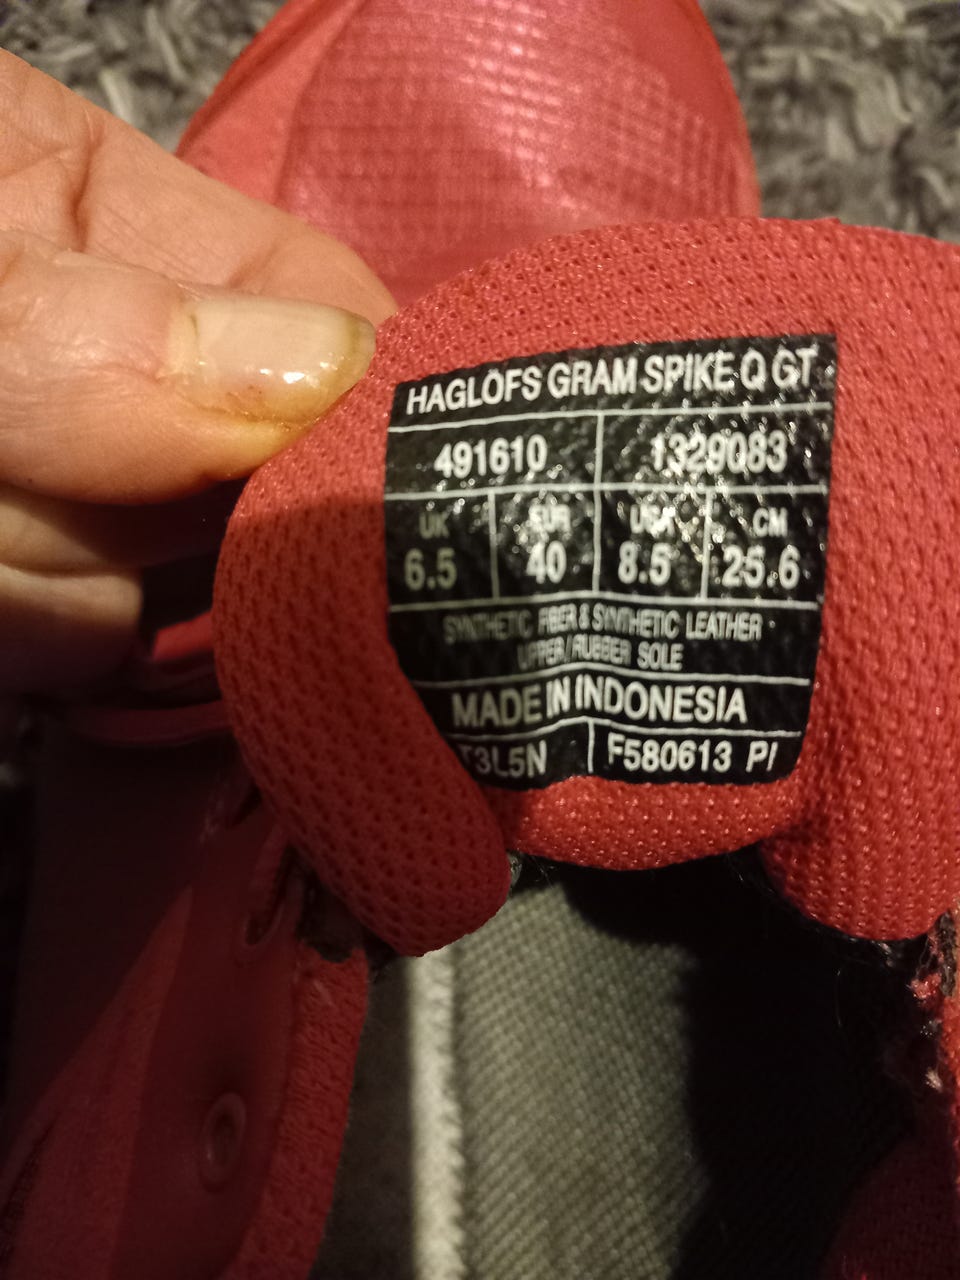 HAGLÖFS GRAM SPIKE Q GT
491610 1329083
UK EUR USA CM
6.5 40 8.5 25.6
SYNTHETIC FIBER & SYNTHETIC LEATHER
UPPER/RUBBER SOLE
MADE IN INDONESIA
T3L5N F580613 PI